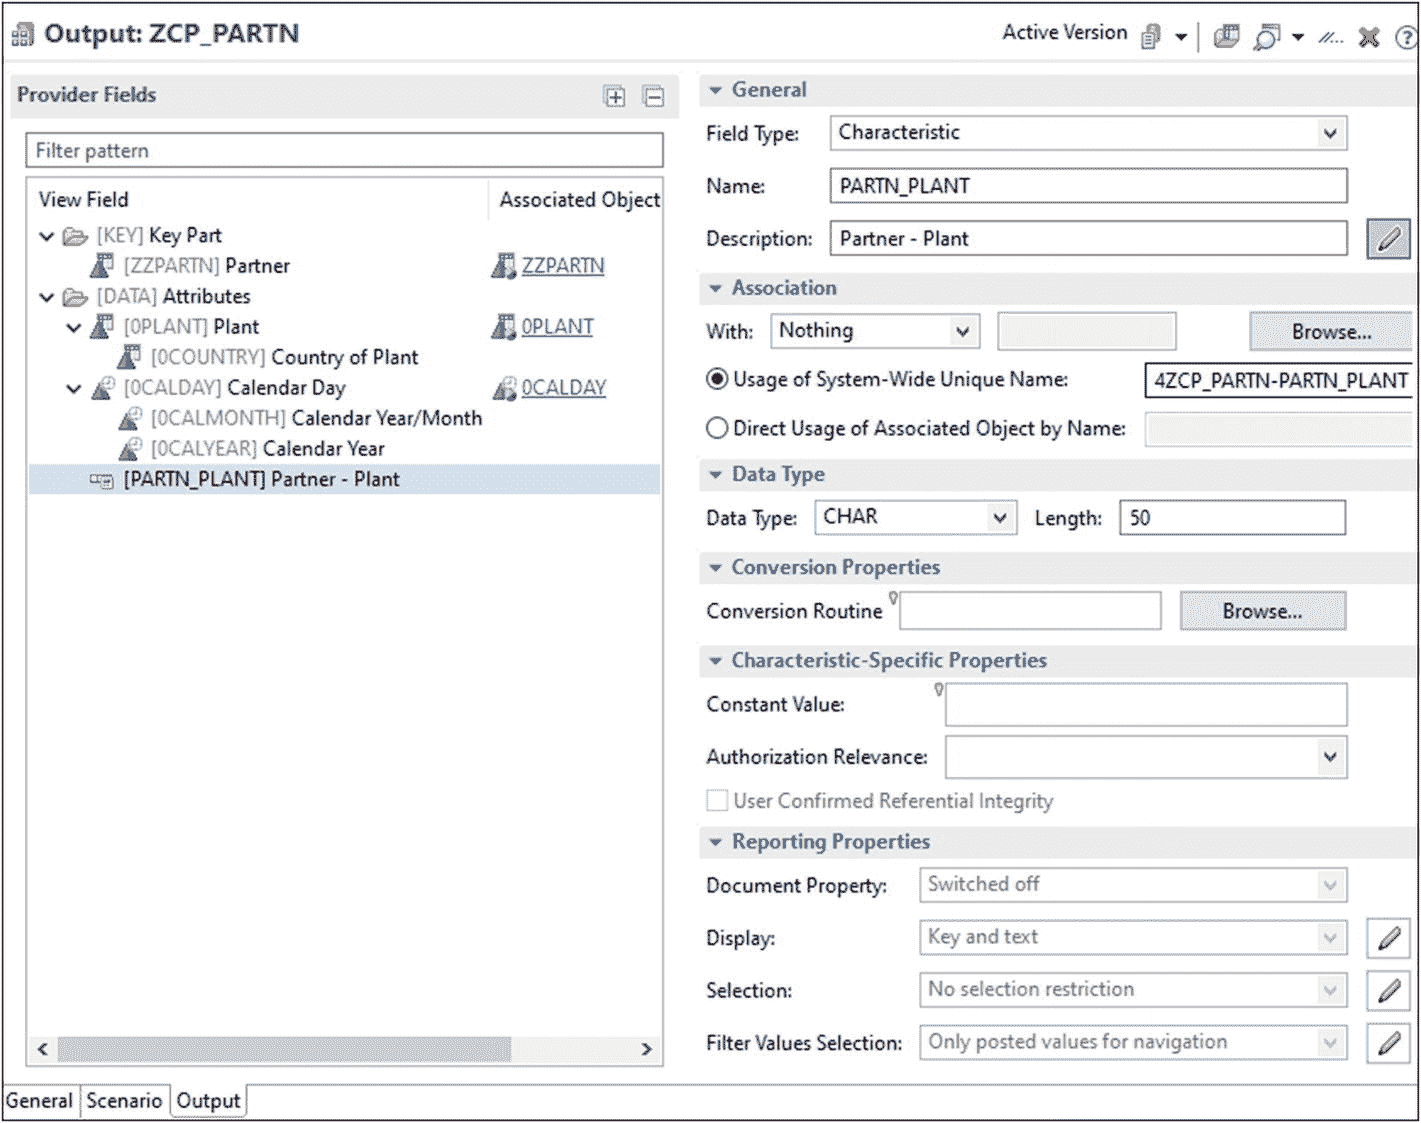 Output: ZCP_PARTN
Active Version
Provider Fields
Filter pattern
View Field Associated Object
[KEY] Key Part
[ZZPARTN] Partner ZZPARTN
[DATA] Attributes
[0PLANT] Plant 0PLANT
[0COUNTRY] Country of Plant
[0CALDAY] Calendar Day 0CALDAY
[0CALMONTH] Calendar Year/Month
[0CALYEAR] Calendar Year
[PARTN_PLANT] Partner - Plant
General
Field Type: Characteristic
Name: PARTN_PLANT
Description: Partner - Plant
Association
With: Nothing Browse...
Usage of System-Wide Unique Name: 4ZCP_PARTN-PARTN_PLANT
Direct Usage of Associated Object by Name:
Data Type
Data Type: CHAR Length: 50
Conversion Properties
Conversion Routine Browse...
Characteristic-Specific Properties
Constant Value:
Authorization Relevance:
User Confirmed Referential Integrity
Reporting Properties
Document Property: Switched off
Display: Key and text
Selection: No selection restriction
Filter Values Selection: Only posted values for navigation
General Scenario Output